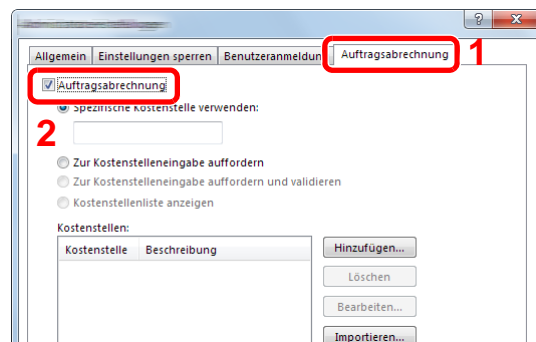 Allgemein Einstellungen sperren Benutzeranmeldun Auftragsabrechnung 1
Auftragsabrechnung
Spezifische Kostenstelle verwenden:
2
Zur Kostenstelleneingabe auffordern
Zur Kostenstelleneingabe auffordern und validieren
Kostenstellenliste anzeigen
Kostenstellen:
Kostenstelle Beschreibung
Hinzufügen...
Löschen
Bearbeiten...
Importieren...